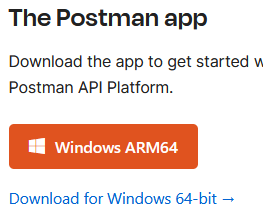 The Postman app
Download the app to get started
Postman API Platform.
Windows ARM64
Download for Windows 64-bit →